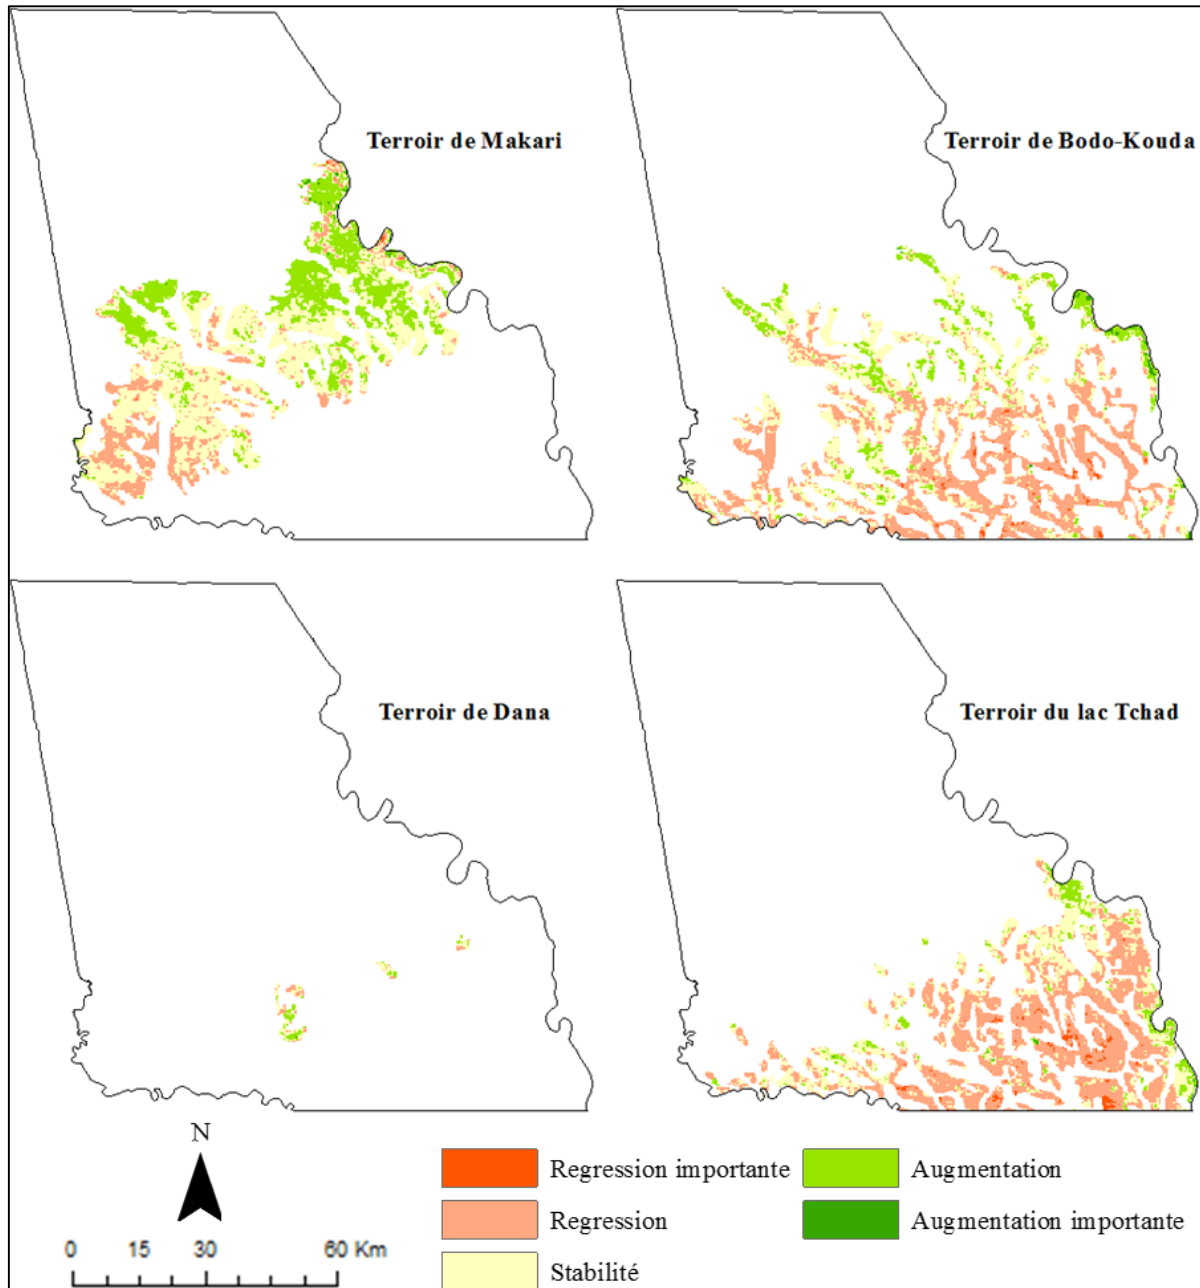 Terroir de Makari
Terroir de Bodo-Kouda
Terroir de Dana
Terroir du lac Tchad
N
0 15 30 60 Km
Regression importante
Regression
Stabilité
Augmentation
Augmentation importante